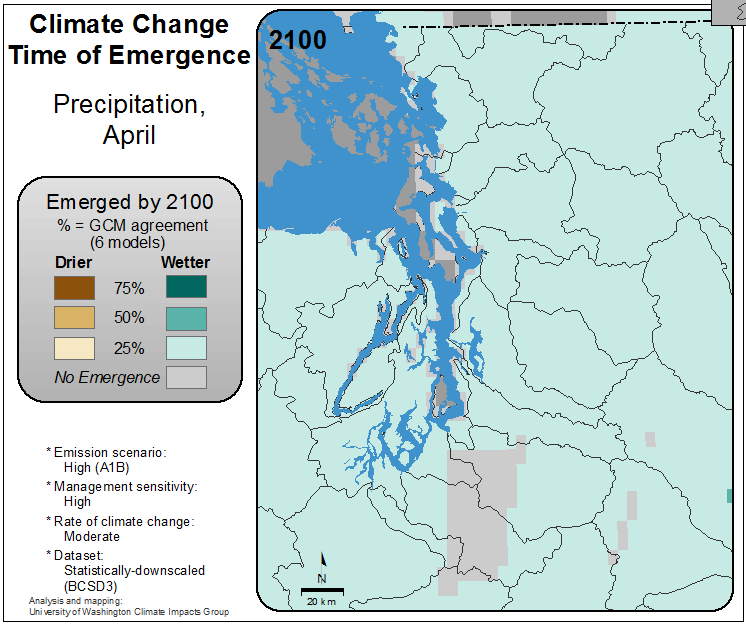 Climate Change
Time of Emergence
Precipitation,
April
Emerged by 2100
% = GCM agreement
(6 models)
Drier Wetter
75%
50%
25%
No Emergence
* Emission scenario:
High (A1B)
* Management sensitivity:
High
* Rate of climate change:
Moderate
* Dataset:
Statistically-downscaled
(BCSD3)
Analysis and mapping:
University of Washington Climate Impacts Group
2100
N
20 km